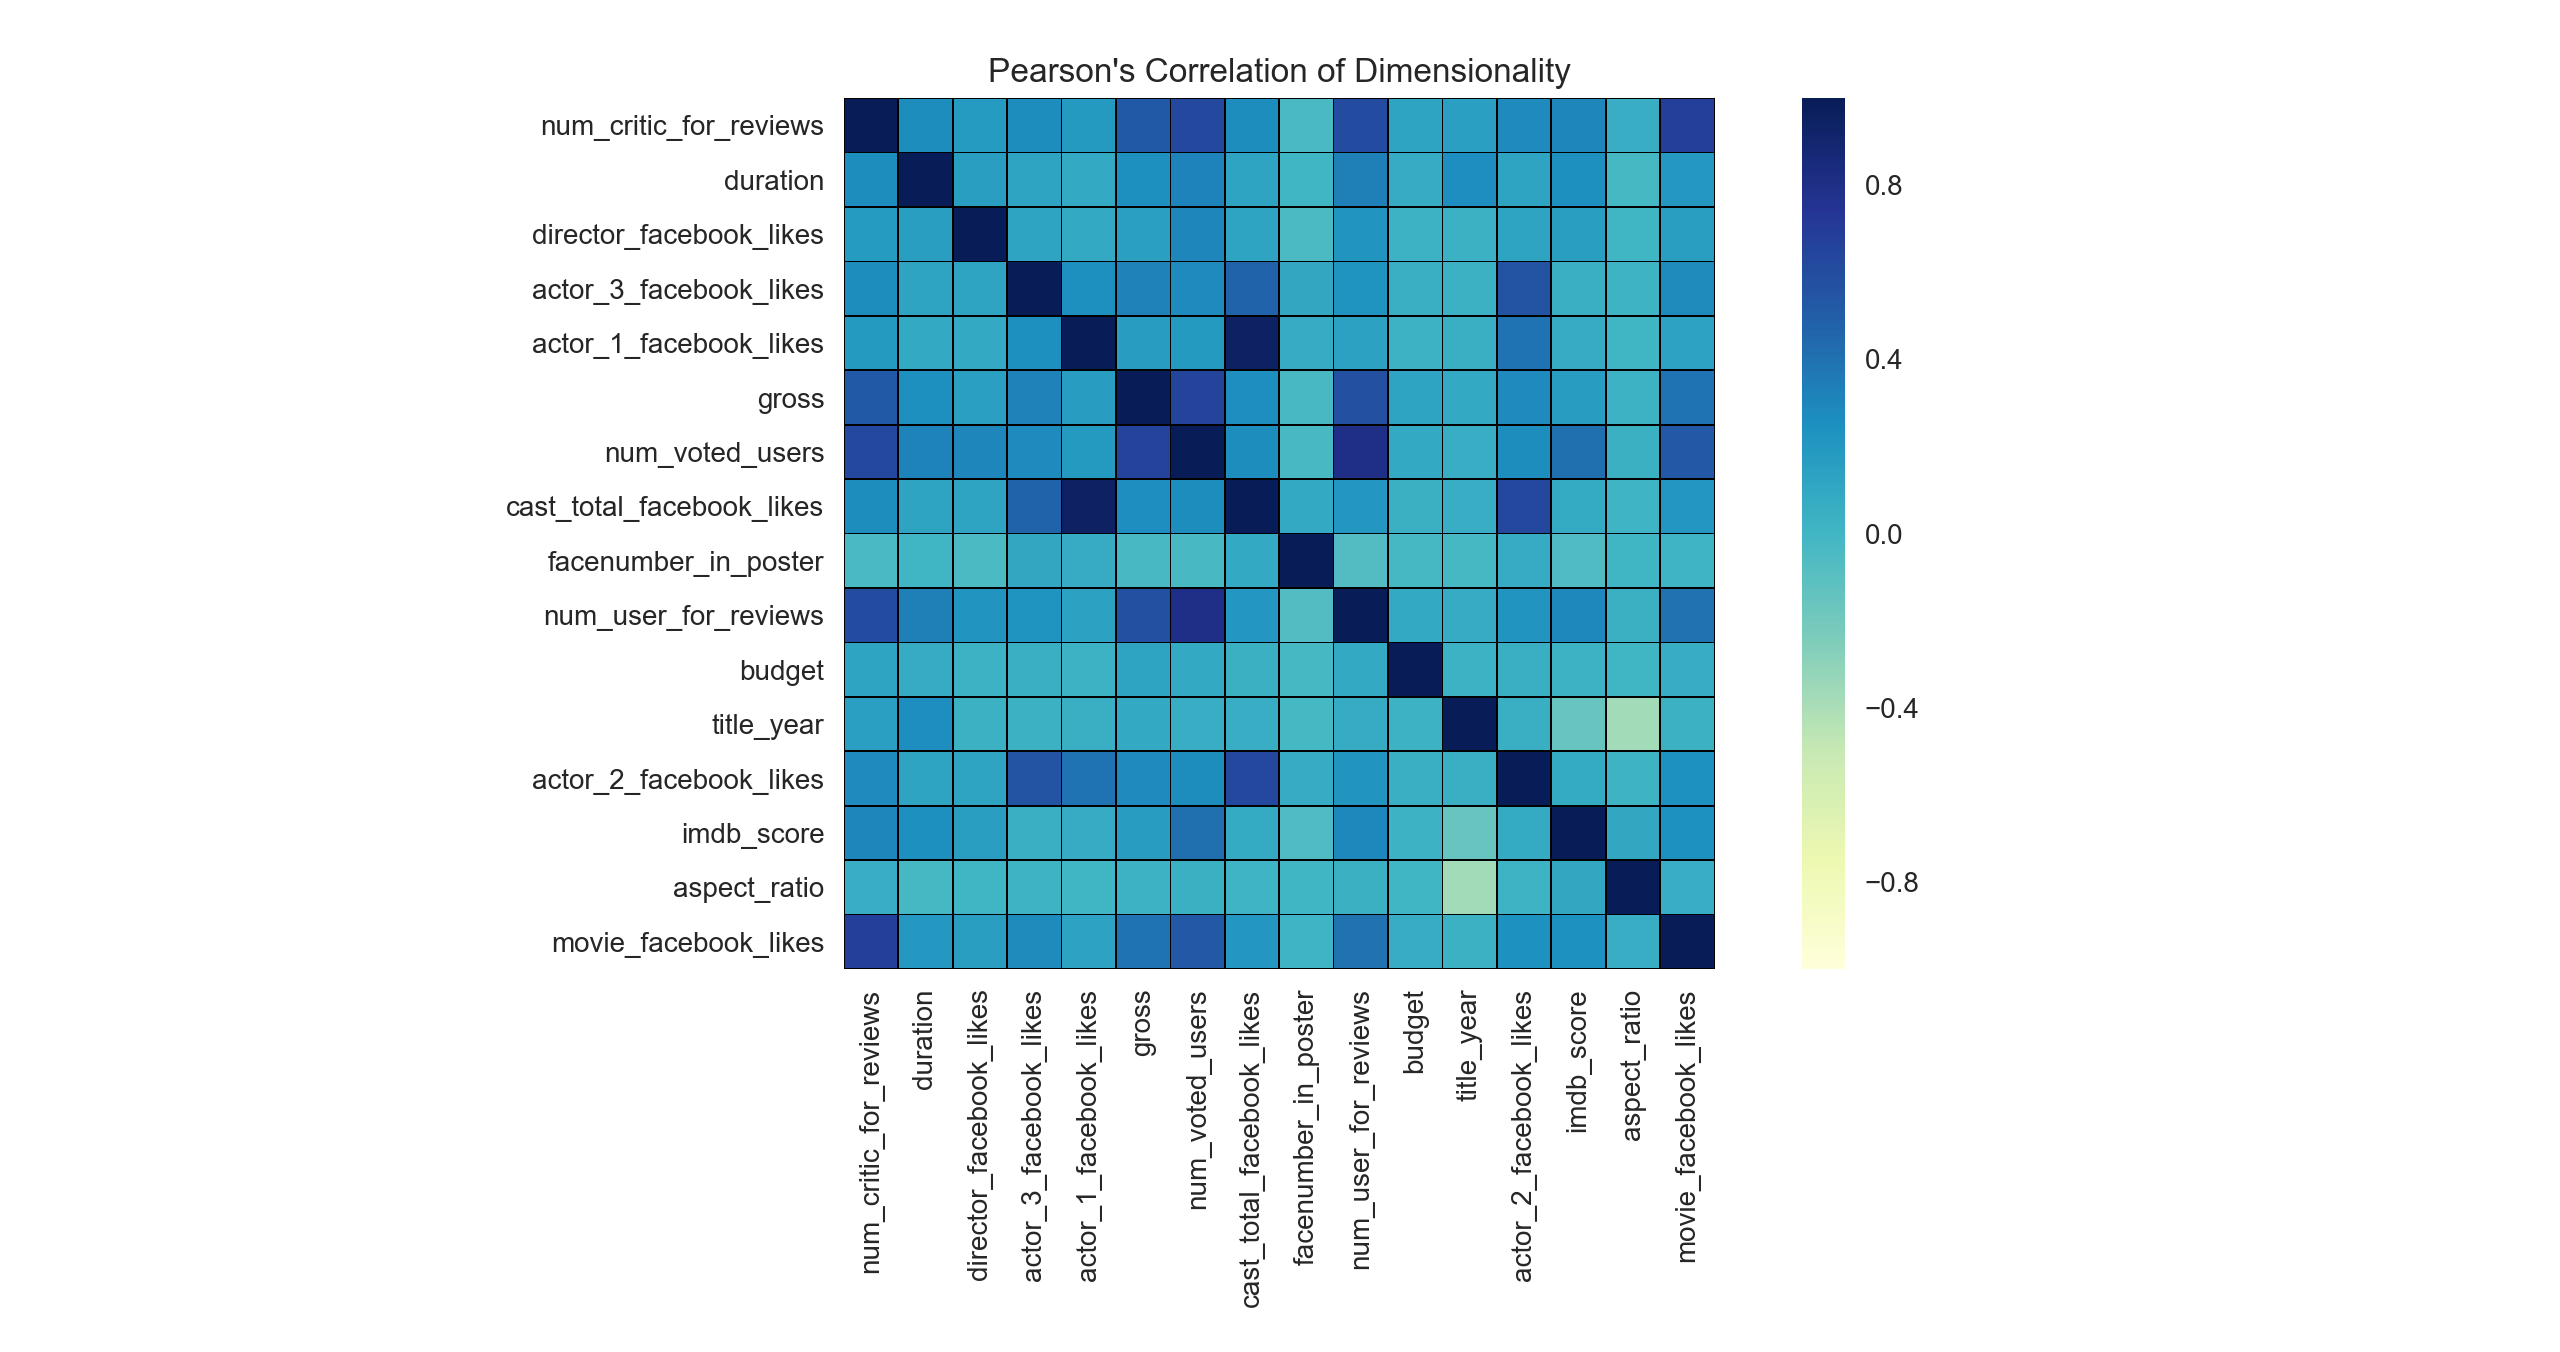 Pearson's Correlation of Dimensionality
num_critic_for_reviews
duration
director_facebook_likes
actor_3_facebook_likes
actor_1_facebook_likes
gross
num_voted_users
cast_total_facebook_likes
facenumber_in_poster
num_user_for_reviews
budget
title_year
actor_2_facebook_likes
imdb_score
aspect_ratio
movie_facebook_likes
num_critic_for_reviews
duration
director_facebook_likes
actor_3_facebook_likes
actor_1_facebook_likes
gross
num_voted_users
cast_total_facebook_likes
facenumber_in_poster
num_user_for_reviews
budget
title_year
actor_2_facebook_likes
imdb_score
aspect_ratio
movie_facebook_likes
0.8
0.4
0.0
−0.4
−0.8